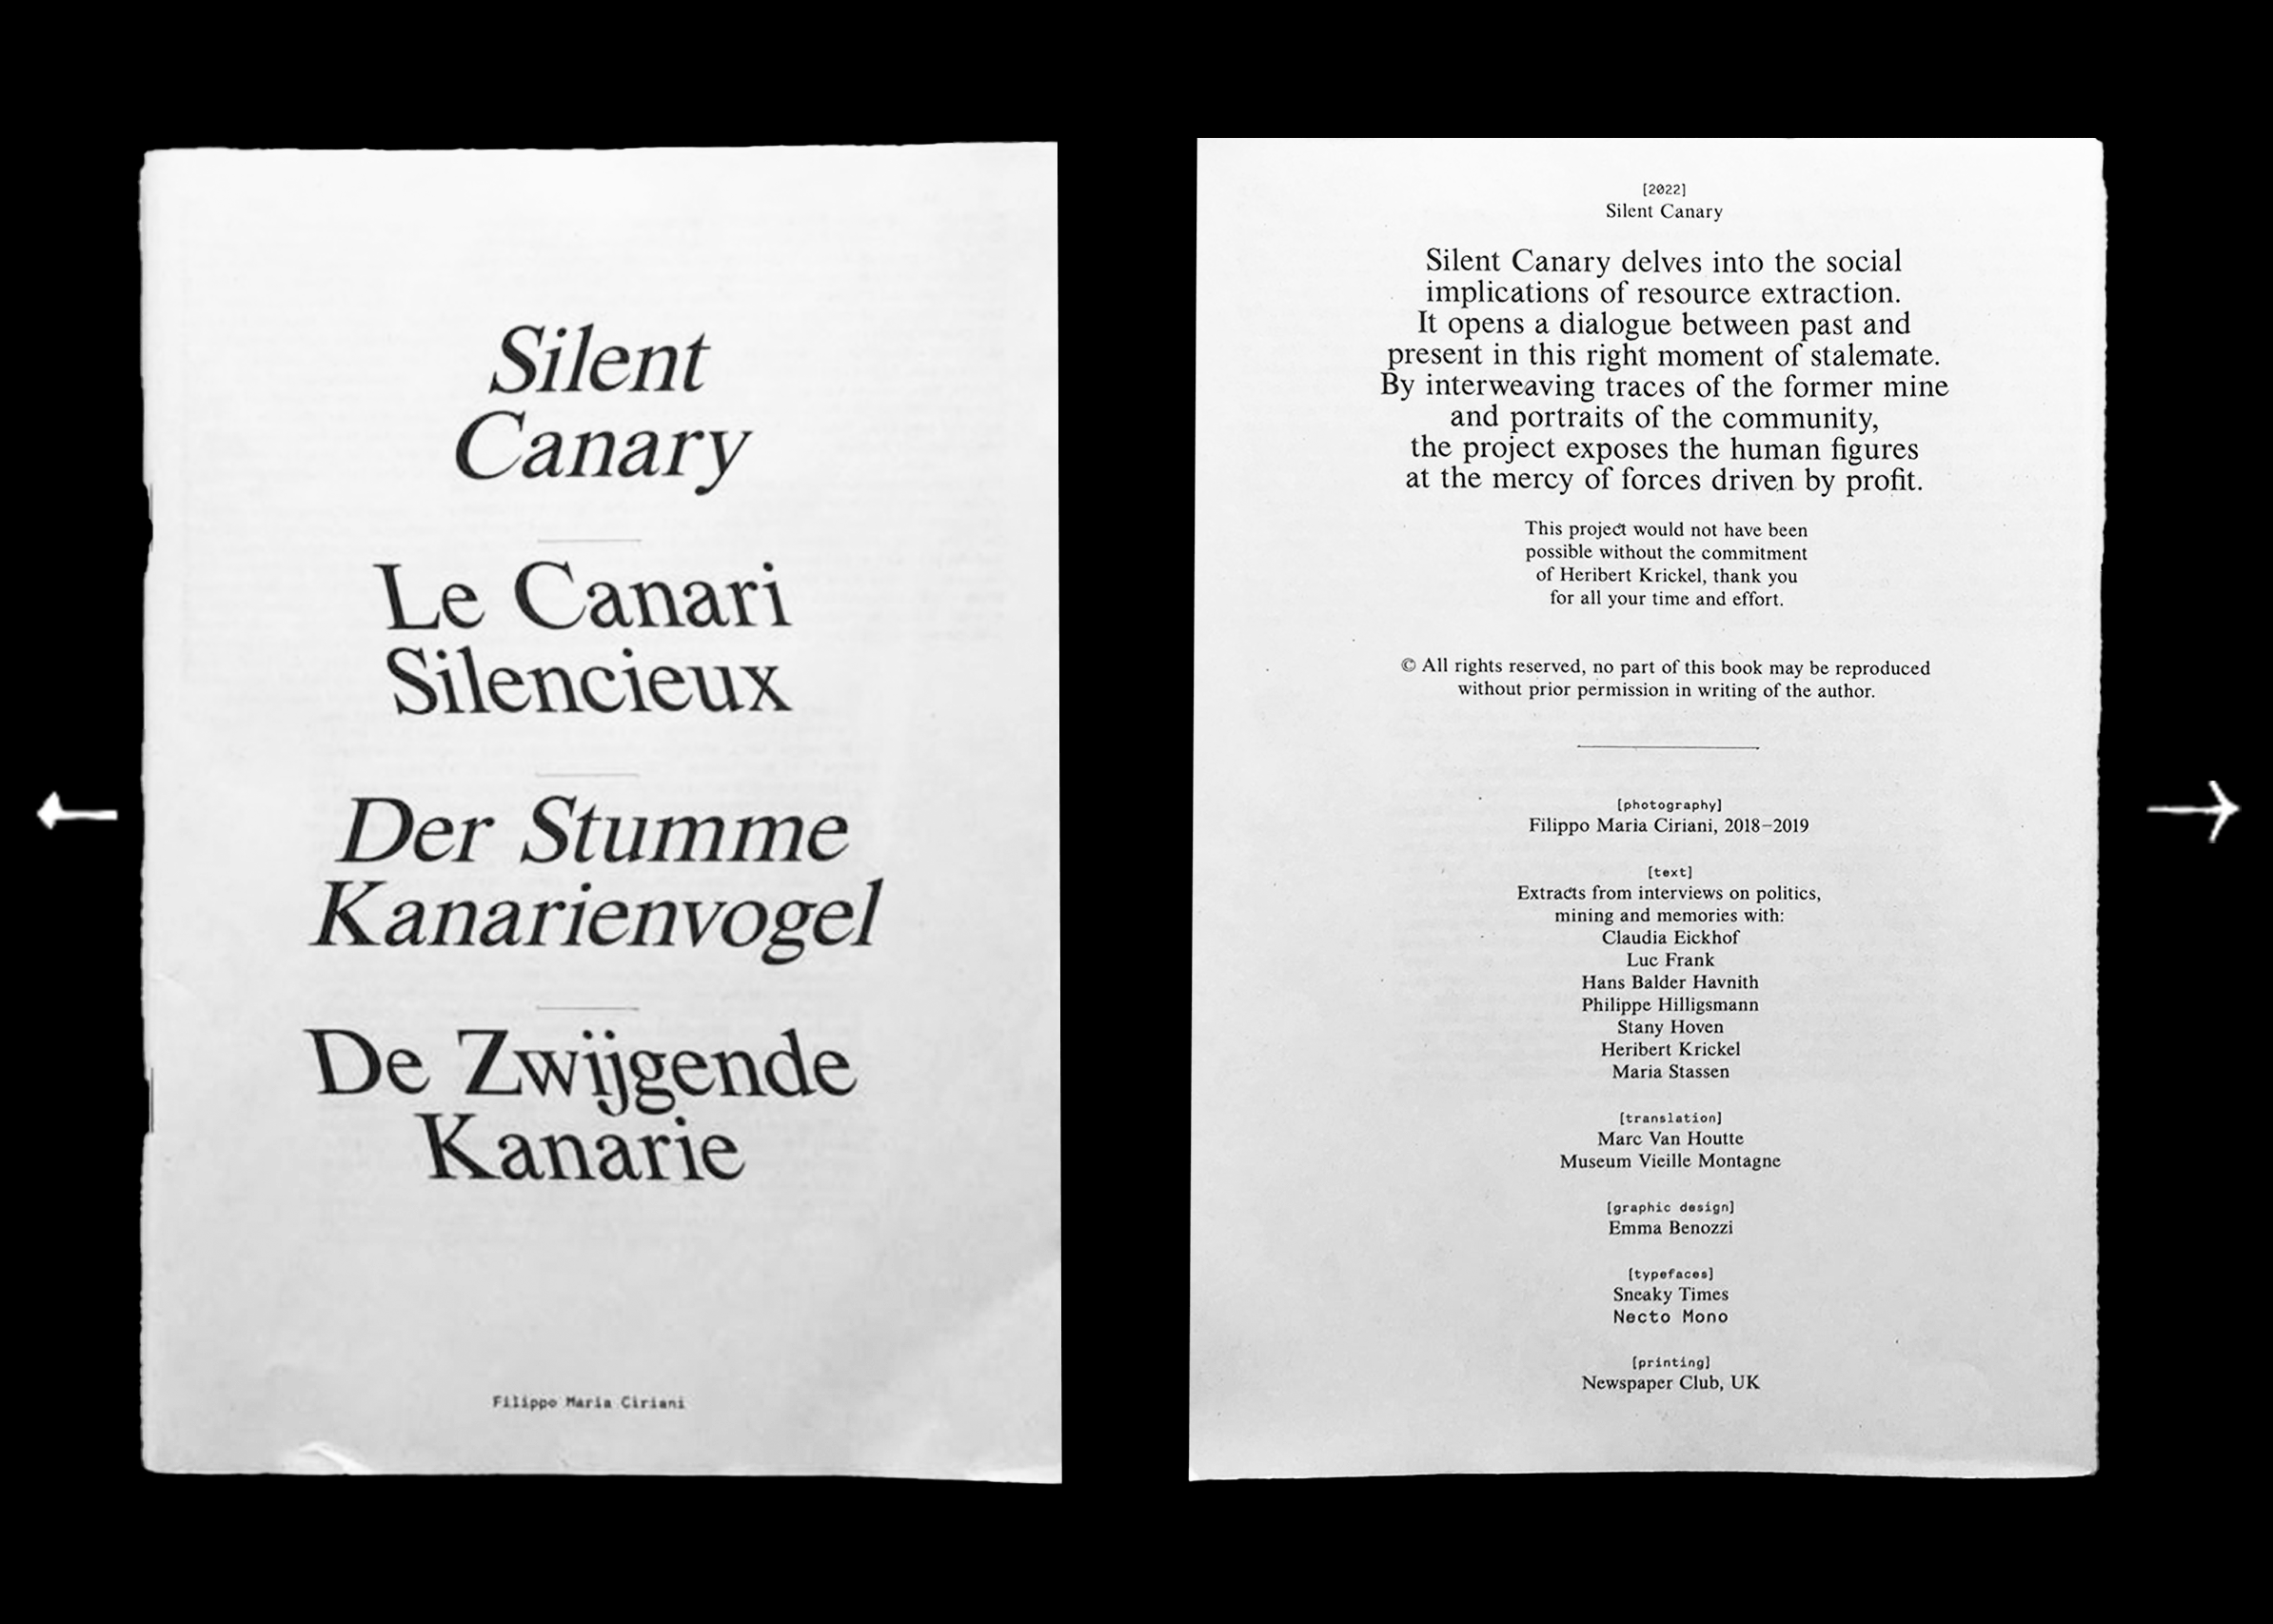 Silent
Canary
Le Canari
Silencieux
Der Stumme
Kanarienvogel
De Zwijgende
Kanarie
Filippo Maria Ciriani
[2022]
Silent Canary
Silent Canary delves into the social
implications of resource extraction.
It opens a dialogue between past and
present in this right moment of stalemate.
By interweaving traces of the former mine
and portraits of the community,
the project exposes the human figures
at the mercy of forces driven by profit.
This project would not have been
possible without the commitment
of Heribert Krickel, thank you
for all your time and effort.
© All rights reserved, no part of this book may be reproduced
without prior permission in writing of the author.
[photography]
Filippo Maria Ciriani, 2018–2019
[text]
Extracts from interviews on politics,
mining and memories with:
Claudia Eickhof
Luc Frank
Hans Balder Havnith
Philippe Hilligsmann
Stany Hoven
Heribert Krickel
Maria Stassen
[translation]
Marc Van Houtte
Museum Vieille Montagne
[graphic design]
Emma Benozzi
[typefaces]
Sneaky Times
Necto Mono
[printing]
Newspaper Club, UK